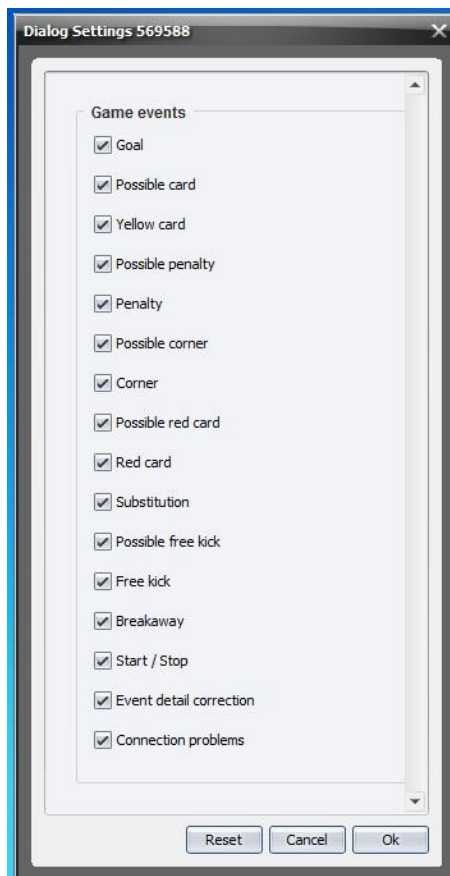 Dialog Settings 569588
Game events
Goal
Possible card
Yellow card
Possible penalty
Penalty
Possible corner
Corner
Possible red card
Red card
Substitution
Possible free kick
Free kick
Breakaway
Start / Stop
Event detail correction
Connection problems
Reset Cancel Ok